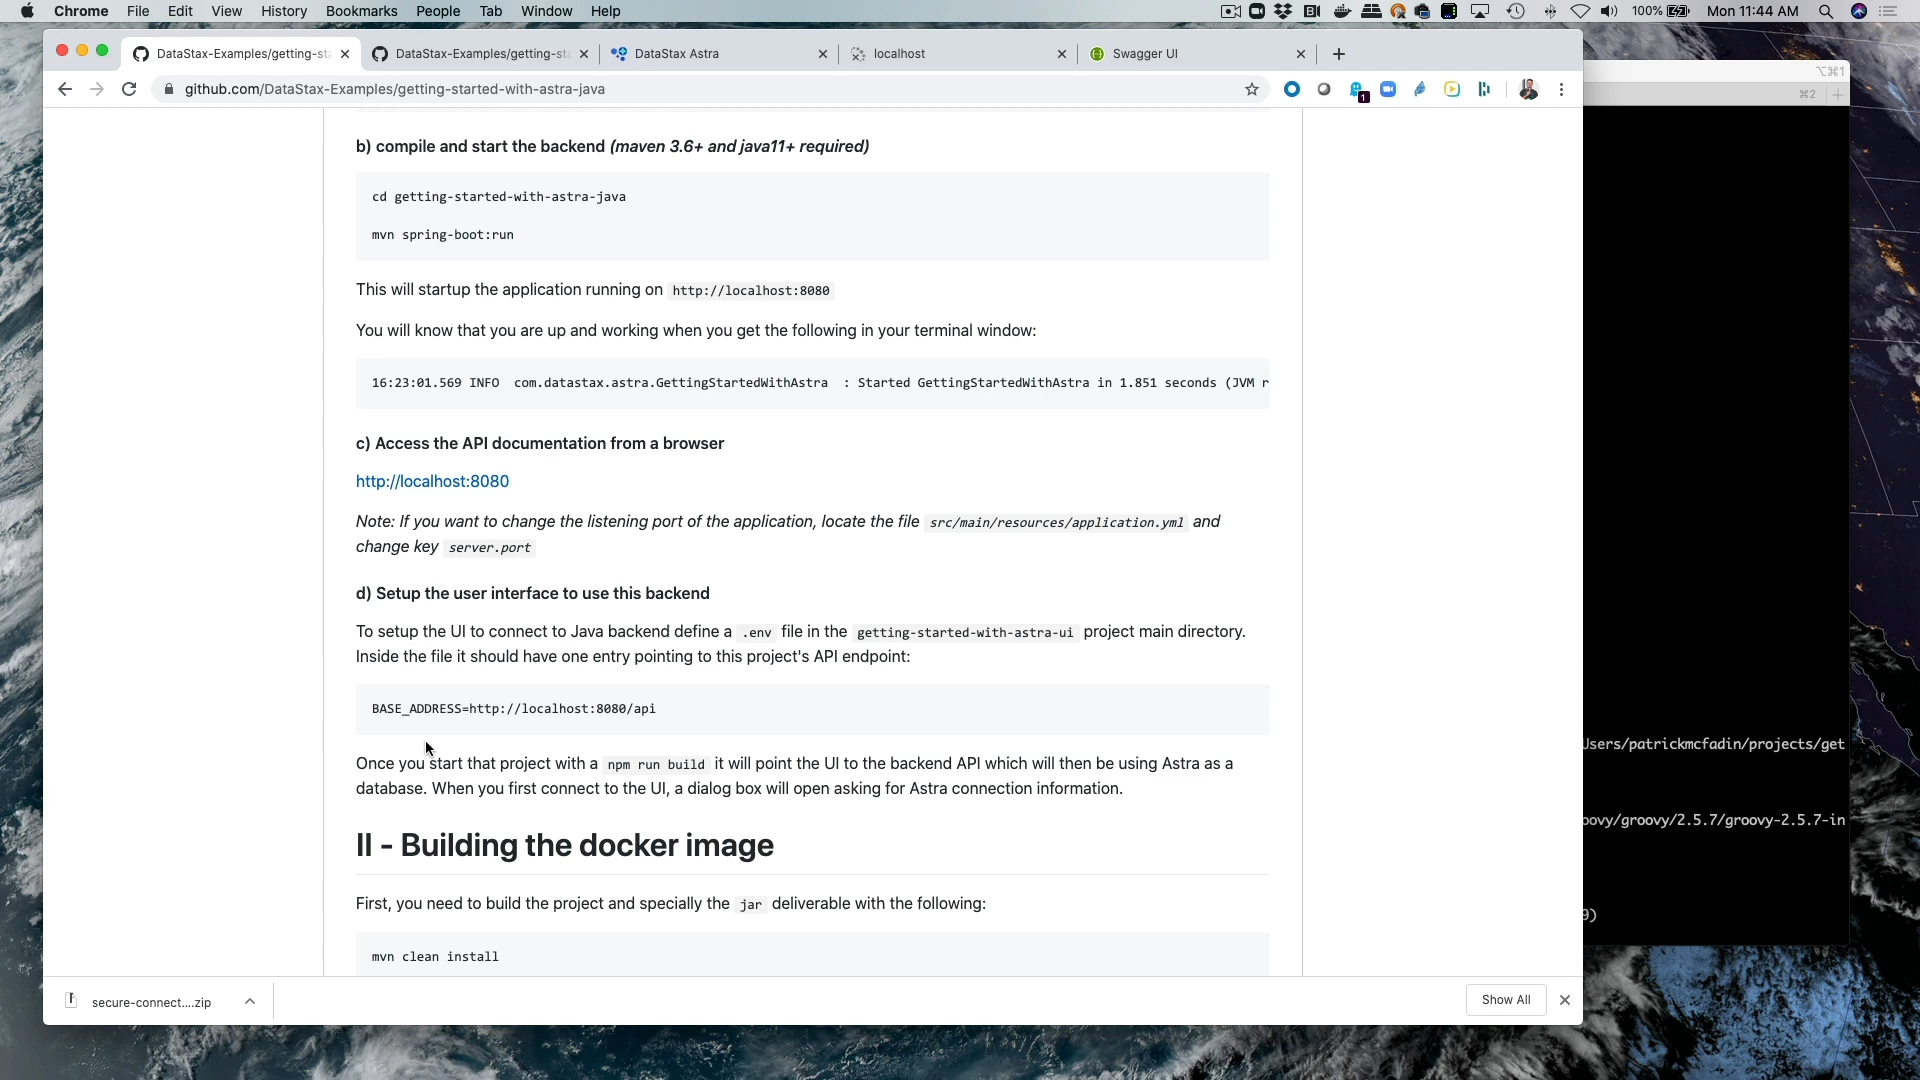 Chrome File Edit View History Bookmarks People Tab Window Help 100% Mon 11:44 AM
DataStax-Examples/getting-sta DataStax-Examples/getting-st DataStax Astra localhost Swagger UI
⌥⌘1
github.com/DataStax-Examples/getting-started-with-astra-java 1
⌘2
b) compile and start the backend (maven 3.6+ and java11+ required)
cd getting-started-with-astra-java
mvn spring-boot:run
This will startup the application running on http://localhost:8080
You will know that you are up and working when you get the following in your terminal window:
16:23:01.569 INFO com.datastax.astra.GettingStartedWithAstra : Started GettingStartedWithAstra in 1.851 seconds (JVM r
c) Access the API documentation from a browser
http://localhost:8080
Note: If you want to change the listening port of the application, locate the file src/main/resources/application.yml and
change key server.port
d) Setup the user interface to use this backend
To setup the UI to connect to Java backend define a .env file in the getting-started-with-astra-ui project main directory.
Inside the file it should have one entry pointing to this project's API endpoint:
BASE_ADDRESS=http://localhost:8080/api
Jsers/patrickmcfadin/projects/get
Once you start that project with a npm run build it will point the UI to the backend API which will then be using Astra as a
database. When you first connect to the UI, a dialog box will open asking for Astra connection information.
oovy/groovy/2.5.7/groovy-2.5.7-in
II - Building the docker image
First, you need to build the project and specially the jar deliverable with the following:
9)
mvn clean install
secure-connect....zip Show All